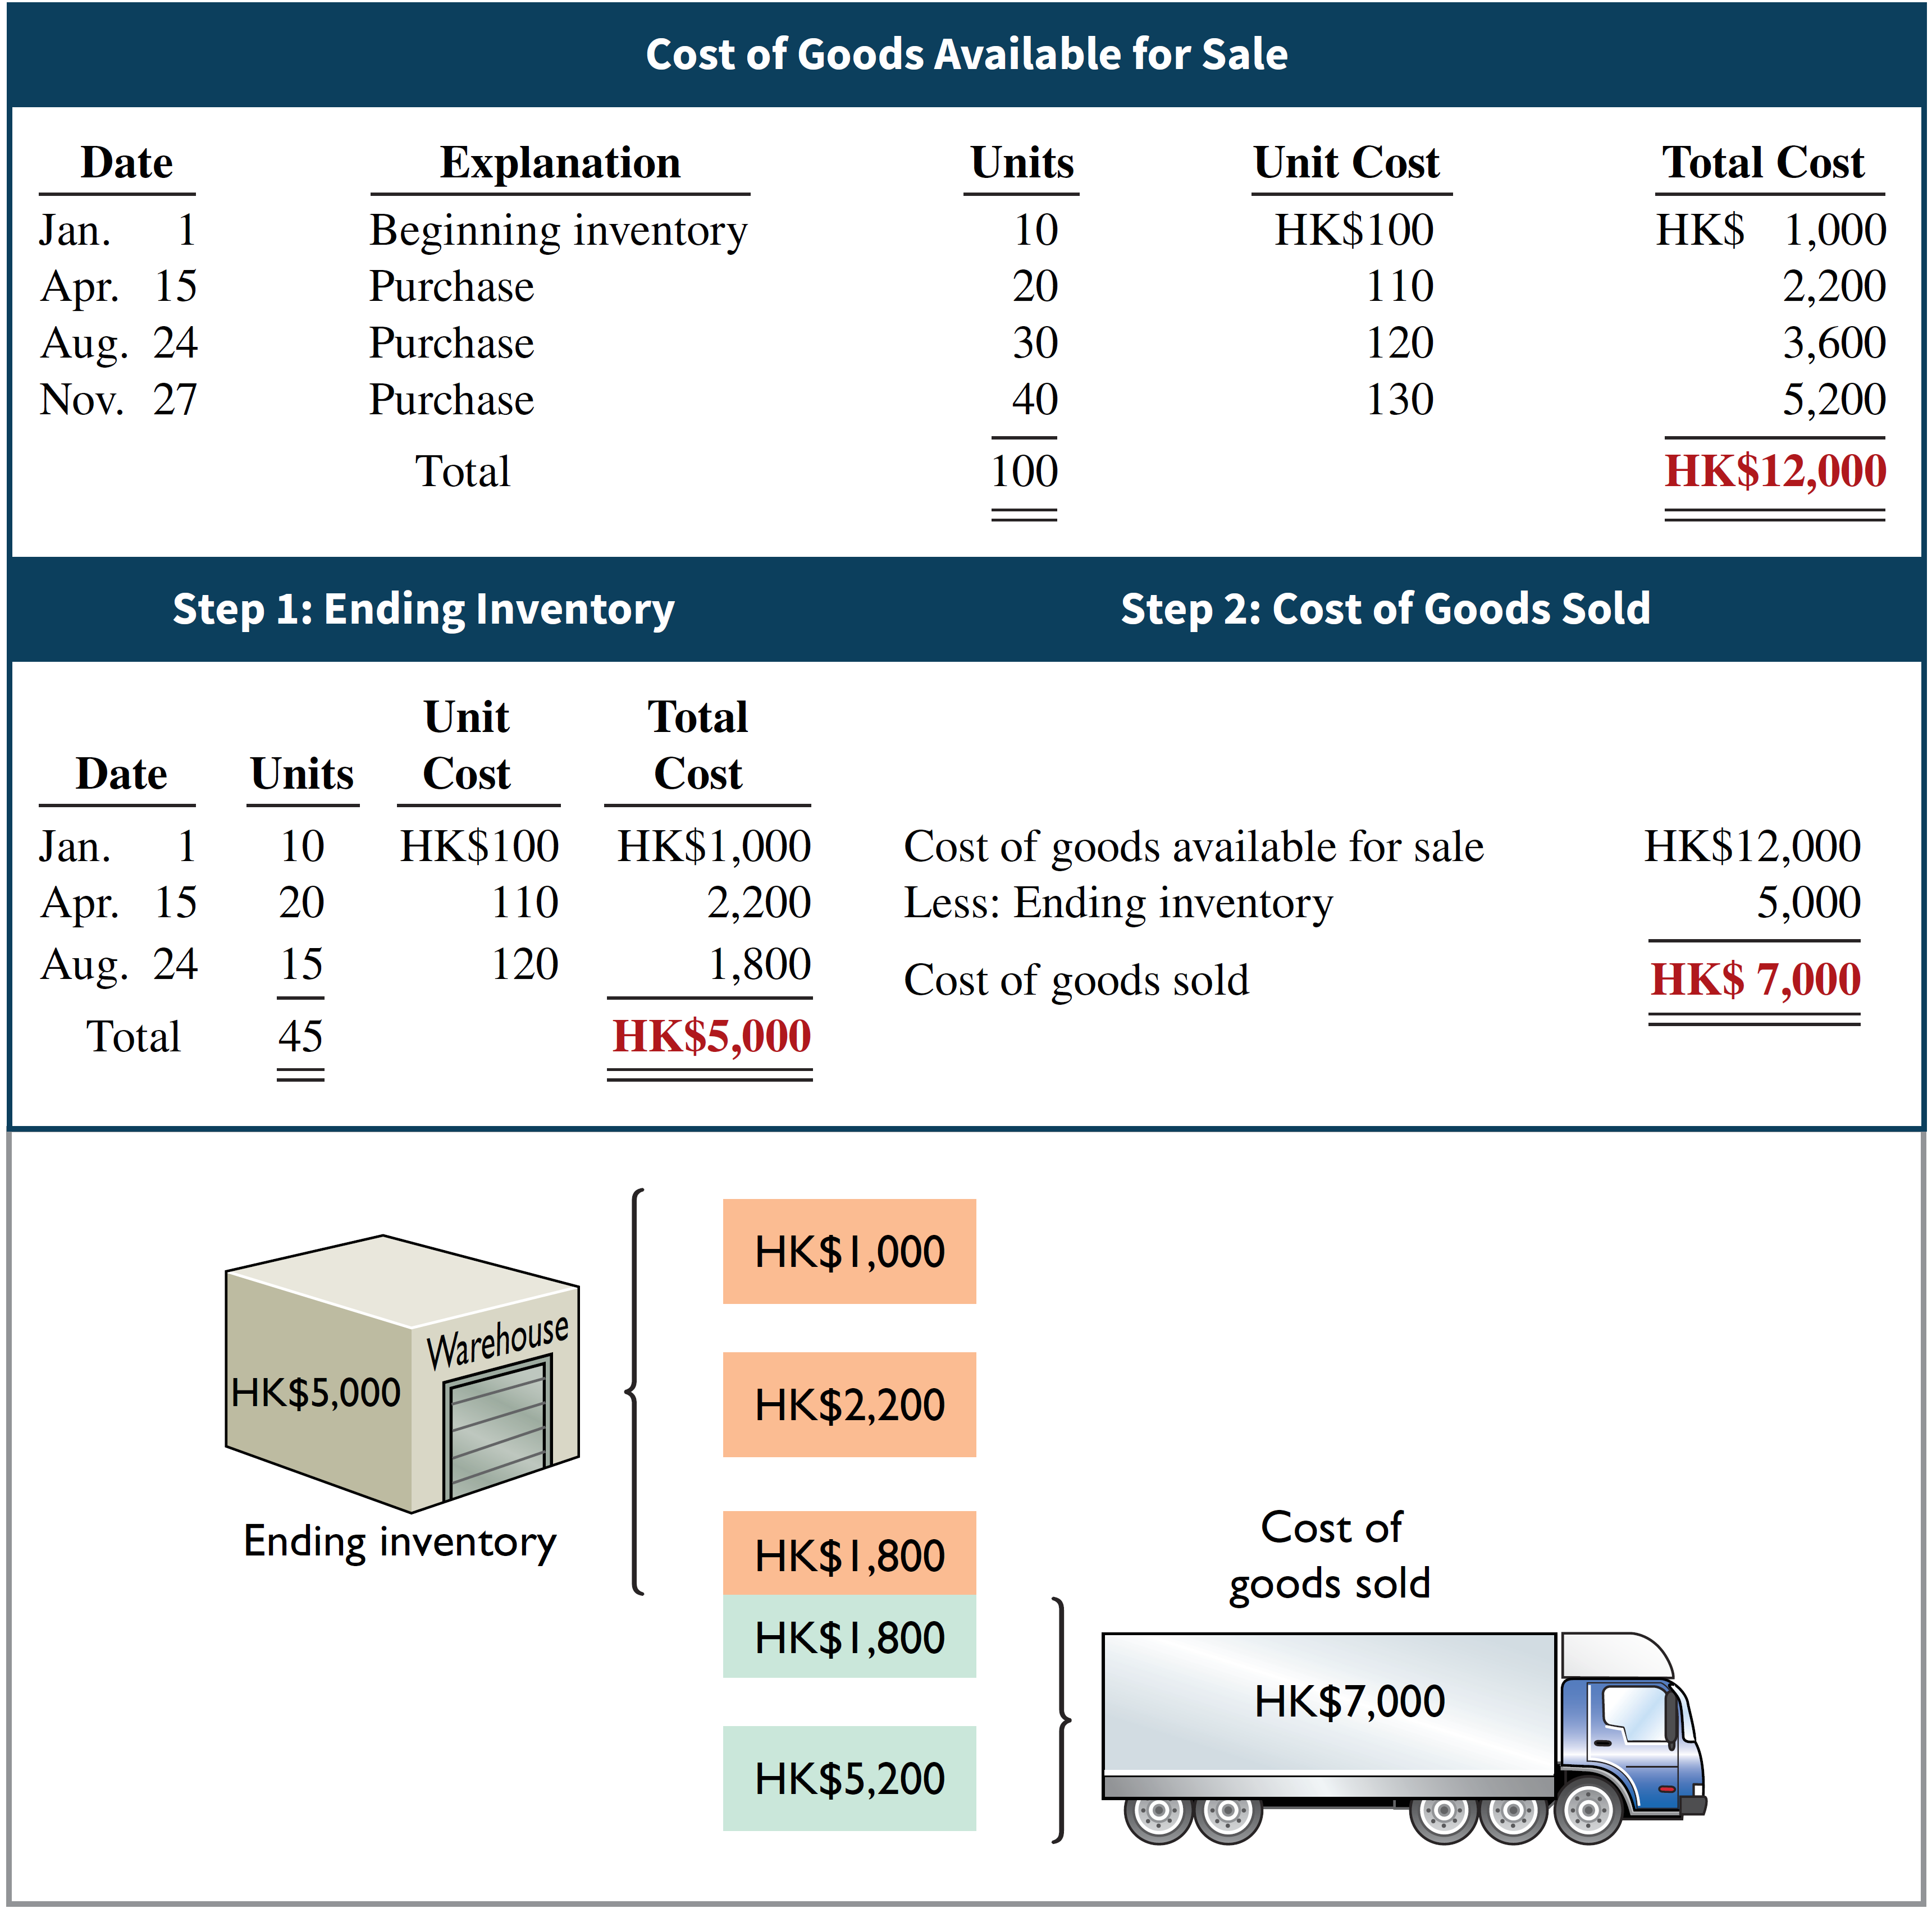 Cost of Goods Available for Sale
Date Explanation Units Unit Cost Total Cost
Jan. 1 Beginning inventory 10 HK$100 HK$ 1,000
Apr. 15 Purchase 20 110 2,200
Aug. 24 Purchase 30 120 3,600
Nov. 27 Purchase 40 130 5,200
Total 100 HK$12,000
Step 1: Ending Inventory Step 2: Cost of Goods Sold
Unit Total
Date Units Cost Cost
Jan. 1 10 HK$100 HK$1,000 Cost of goods available for sale HK$12,000
Apr. 15 20 110 2,200 Less: Ending inventory 5,000
Aug. 24 15 120 1,800 Cost of goods sold HK$ 7,000
Total 45 HK$5,000
HK$1,000
Warehouse
HK$5,000
HK$2,200
Ending inventory
HK$1,800
Cost of
goods sold
HK$1,800
HK$7,000
HK$5,200